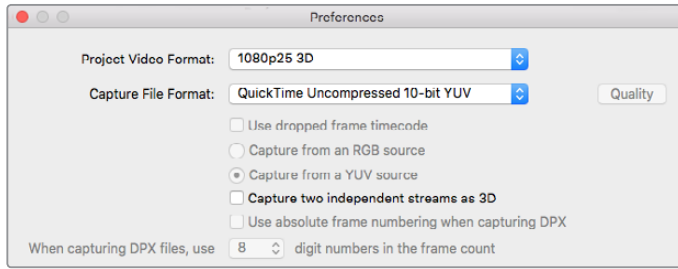 Preferences
Project Video Format: 1080p25 3D
Capture File Format: QuickTime Uncompressed 10-bit YUV Quality
Use dropped frame timecode
Capture from an RGB source
Capture from a YUV source
Capture two independent streams as 3D
Use absolute frame numbering when capturing DPX
When capturing DPX files, use 8 digit numbers in the frame count